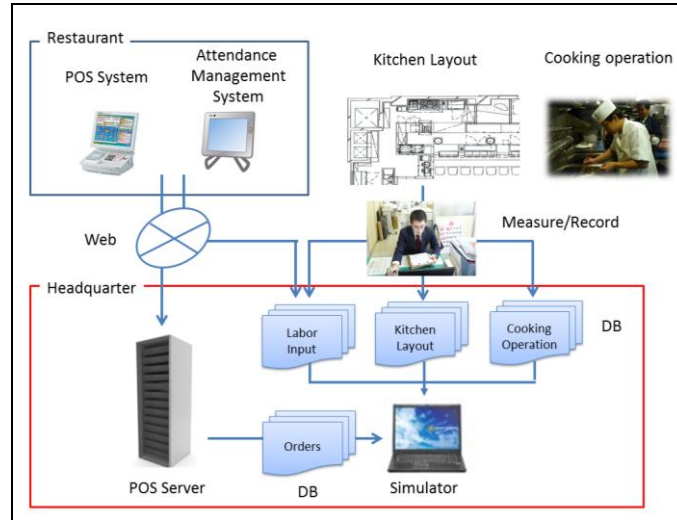 Restaurant
POS System
Attendance
Management
System
Kitchen Layout
Cooking operation
Web
Measure/Record
Headquarter
Labor
Input
Kitchen
Layout
Cooking
Operation
DB
Orders
POS Server
DB
Simulator